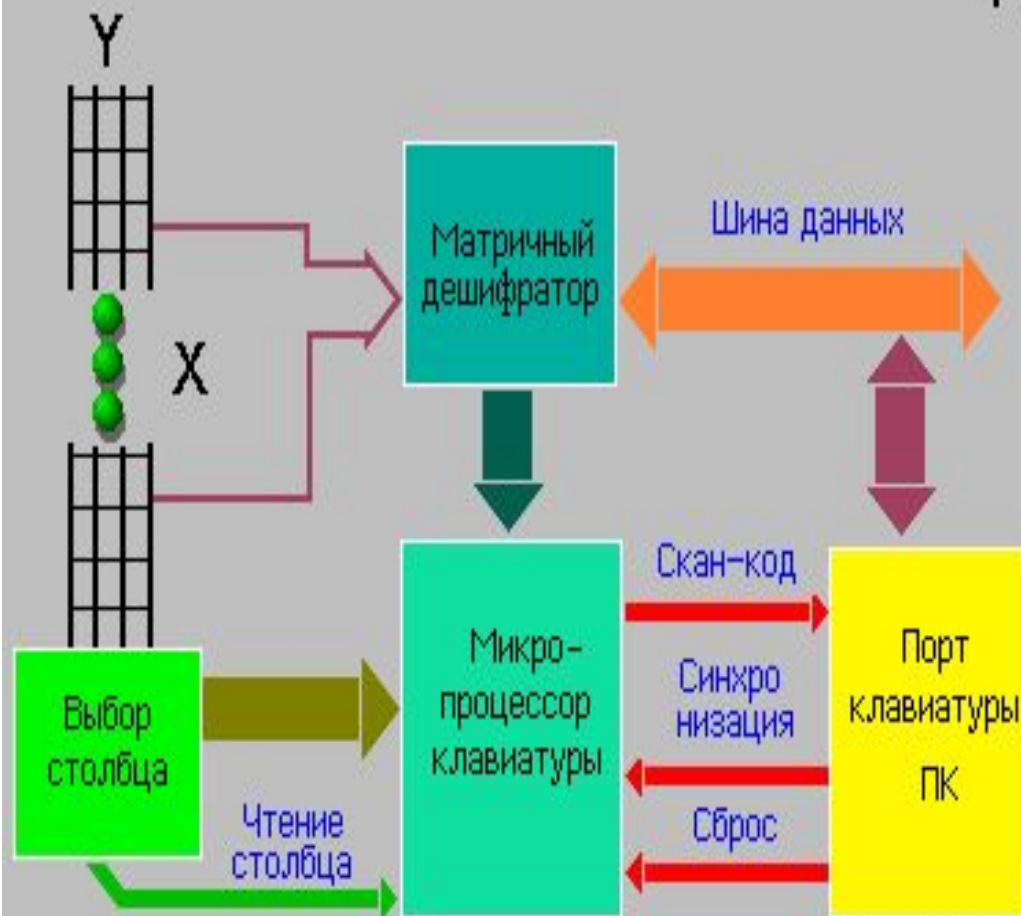 Y
X
Матричный
дешифратор
Шина данных
Скан-код
Микро-
процессор
клавиатуры
Синхро
низация
Порт
клавиатуры
ПК
Выбор
столбца
Сброс
Чтение
столбца